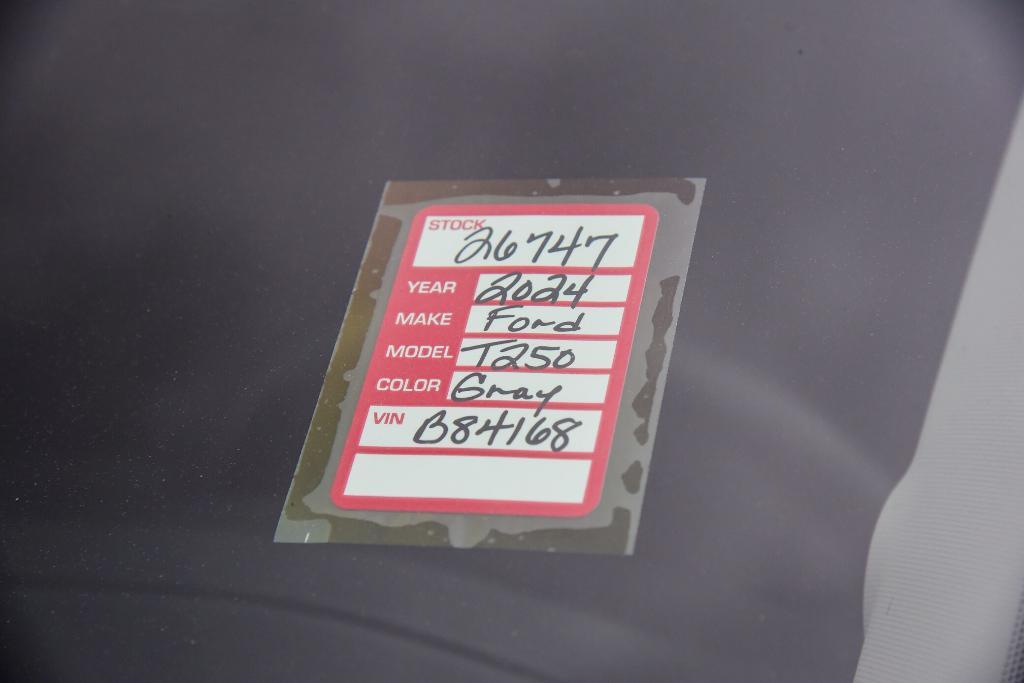 STOCK 26747
YEAR 2024
MAKE Ford
MODEL T250
COLOR Gray
VIN B84168